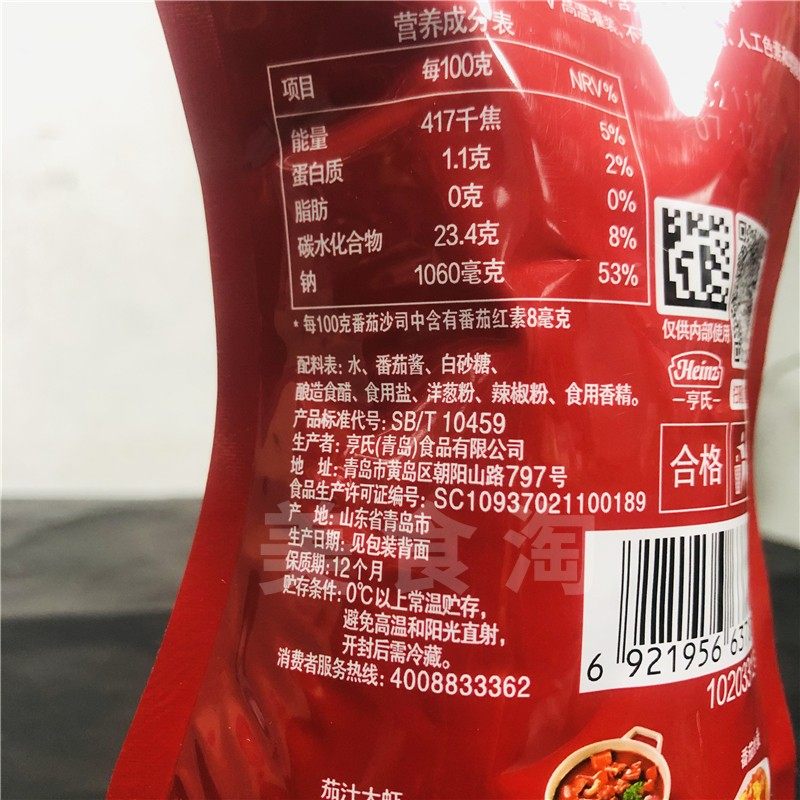 营养成分表
项目 每100克 NRV%
能量 417千焦 5%
蛋白质 1.1克 2%
脂肪 0克 0%
碳水化合物 23.4克 8%
钠 1060毫克 53%
*每100克番茄沙司中含有番茄红素8毫克
配料表: 水、番茄酱、白砂糖、
酿造食醋、食用盐、洋葱粉、辣椒粉、食用香精。
产品标准代号: SB/T 10459
生产者: 亨氏(青岛)食品有限公司
地 址: 青岛市黄岛区朝阳山路797号
食品生产许可证编号: SC10937021100189
产 地: 山东省青岛市
生产日期: 见包装背面
保质期: 12个月
贮存条件: 0℃以上常温贮存,
避免高温和阳光直射,
开封后需冷藏。
消费者服务热线: 4008833362
仅供内部使用
Heinz
亨氏
合格
6 921956
美食淘
茄汁大虾